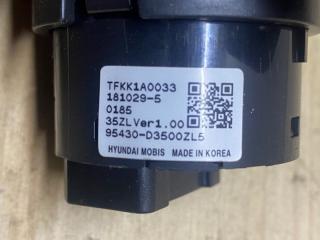 TFKK1A0033
181029-5
0185
35ZLVer1.00
95430-D3500ZL5
HYUNDAI MOBIS MADE IN KOREA